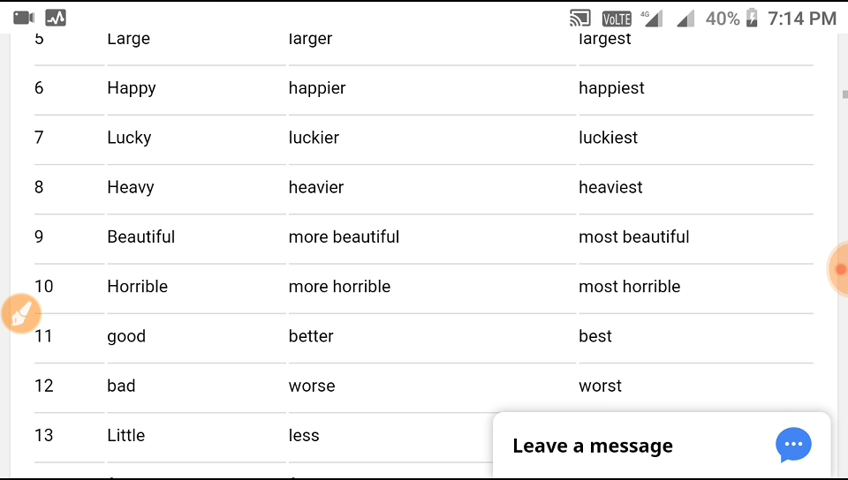 VoLTE 4G 40% 7:14 PM
5 Large larger largest
6 Happy happier happiest
7 Lucky luckier luckiest
8 Heavy heavier heaviest
9 Beautiful more beautiful most beautiful
10 Horrible more horrible most horrible
11 good better best
12 bad worse worst
13 Little less
Leave a message